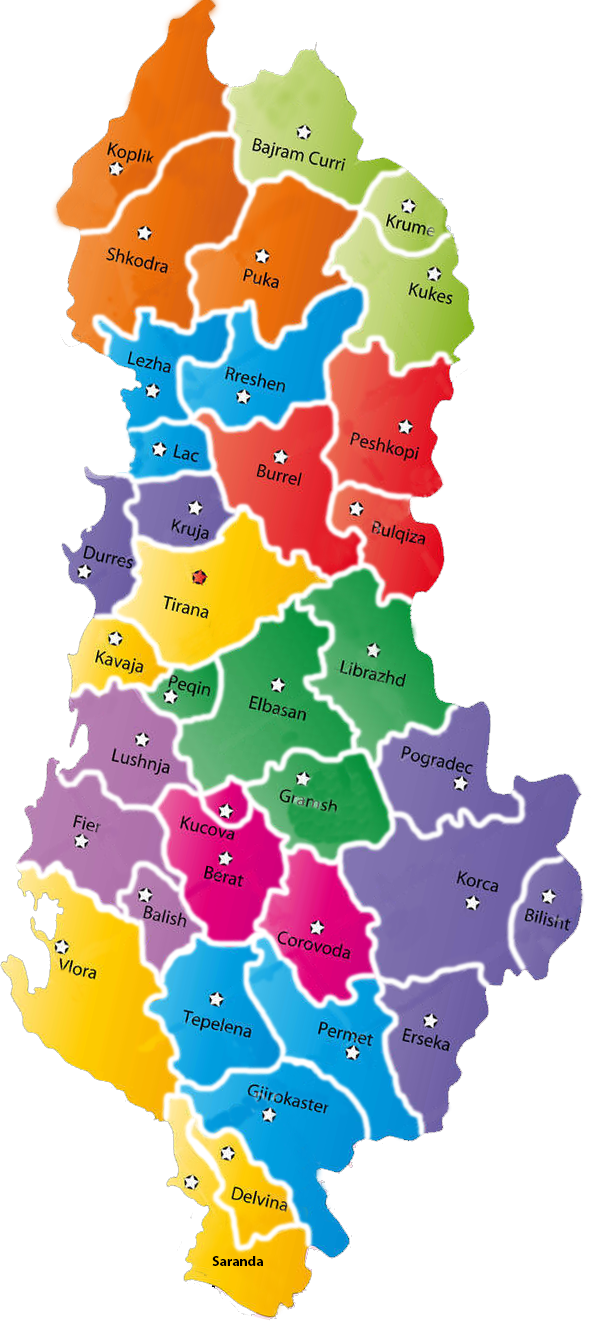 Koplik
Bajram Curri
Krume
Shkodra
Puka
Kukes
Lezha
Rreshen
Peshkopi
Lac
Burrel
Kruja
Bulqiza
Durres
Tirana
Kavaja
Librazhd
Peqin
Elbasan
Lushnja
Pogradec
Gramsh
Kucova
Fier
Berat
Korca
Balish
Bilisht
Corovoda
Vlora
Tepelena
Permet
Erseka
Gjirokaster
Delvina
Saranda